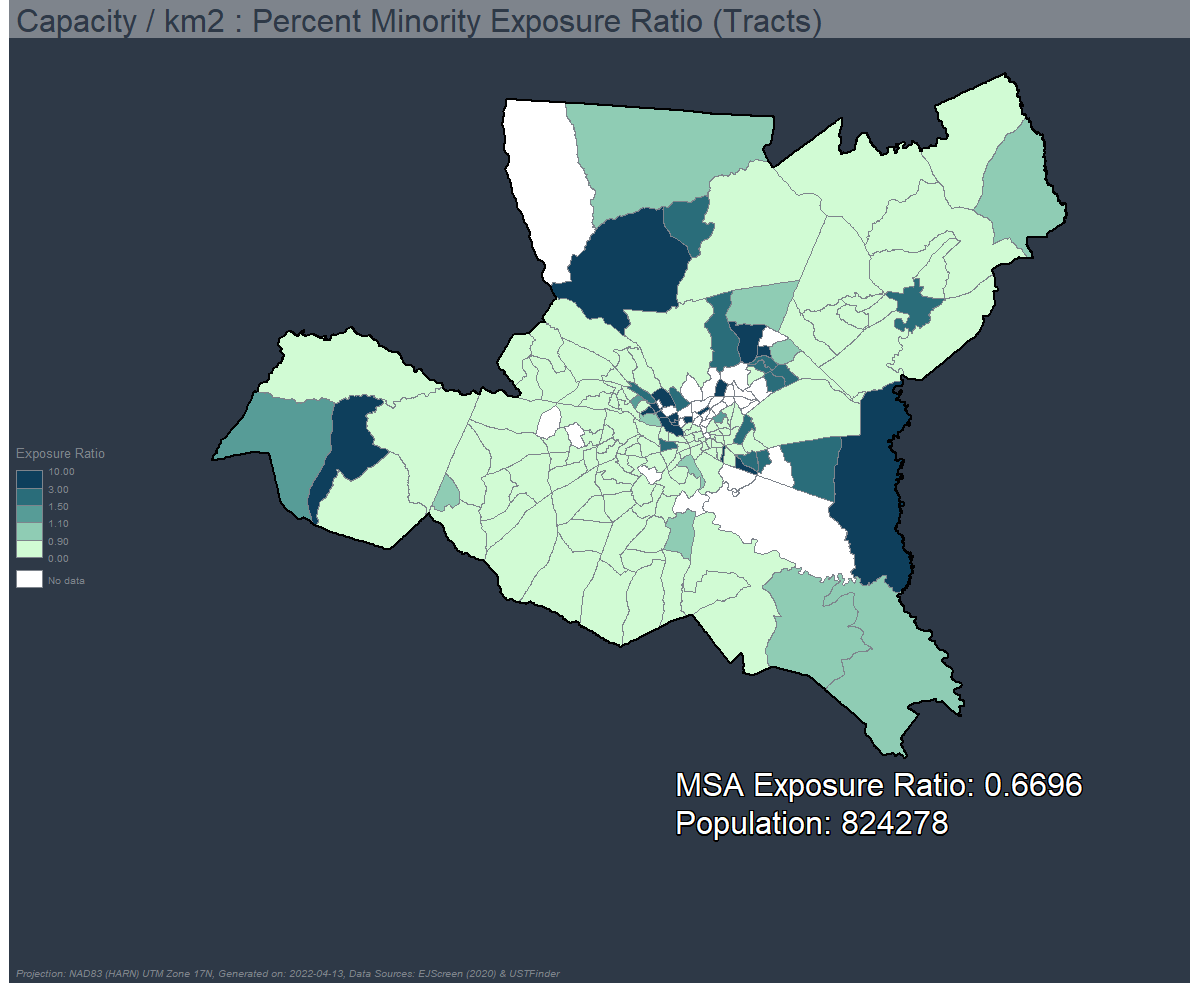 Capacity / km2 : Percent Minority Exposure Ratio (Tracts)
Exposure Ratio
10.00
3.00
1.50
1.10
0.90
0.00
No data
MSA Exposure Ratio: 0.6696
Population: 824278
Projection: NAD83 (HARN) UTM Zone 17N, Generated on: 2022-04-13, Data Sources: EJScreen (2020) & USTFinder